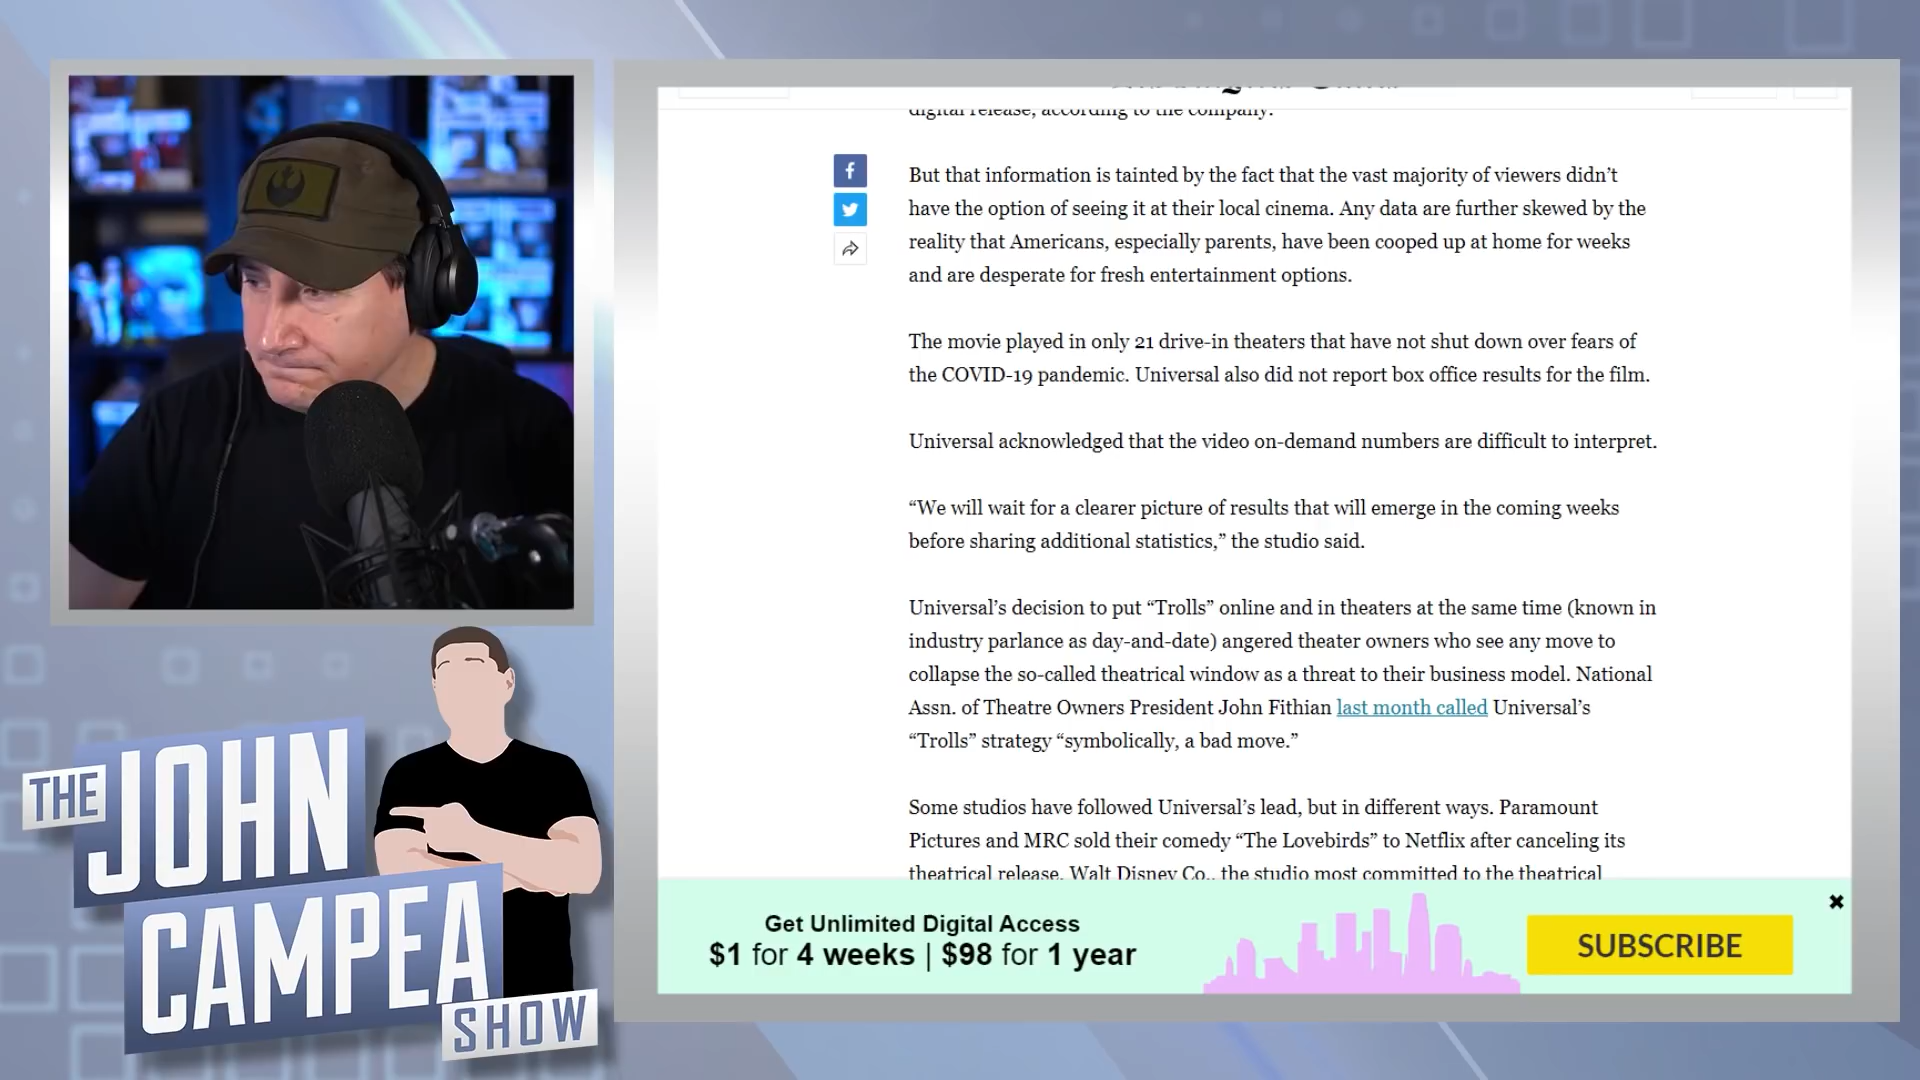 digital release, according to the company.
But that information is tainted by the fact that the vast majority of viewers didn’t
have the option of seeing it at their local cinema. Any data are further skewed by the
reality that Americans, especially parents, have been cooped up at home for weeks
and are desperate for fresh entertainment options.
The movie played in only 21 drive-in theaters that have not shut down over fears of
the COVID-19 pandemic. Universal also did not report box office results for the film.
Universal acknowledged that the video on-demand numbers are difficult to interpret.
“We will wait for a clearer picture of results that will emerge in the coming weeks
before sharing additional statistics,” the studio said.
Universal’s decision to put “Trolls” online and in theaters at the same time (known in
industry parlance as day-and-date) angered theater owners who see any move to
collapse the so-called theatrical window as a threat to their business model. National
Assn. of Theatre Owners President John Fithian last month called Universal’s
“Trolls” strategy “symbolically, a bad move.”
Some studios have followed Universal’s lead, but in different ways. Paramount
Pictures and MRC sold their comedy “The Lovebirds” to Netflix after canceling its
theatrical release. Walt Disney Co., the studio most committed to the theatrical
Get Unlimited Digital Access
$1 for 4 weeks | $98 for 1 year
SUBSCRIBE
THE
JOHN
CAMPEA
SHOW